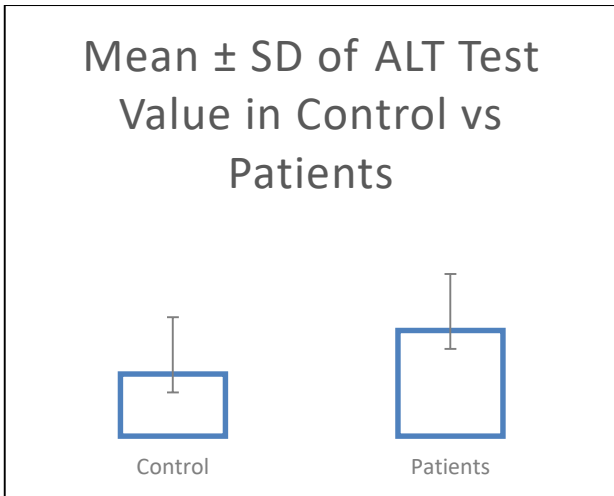 Mean ± SD of ALT Test
Value in Control vs
Patients
Control
Patients